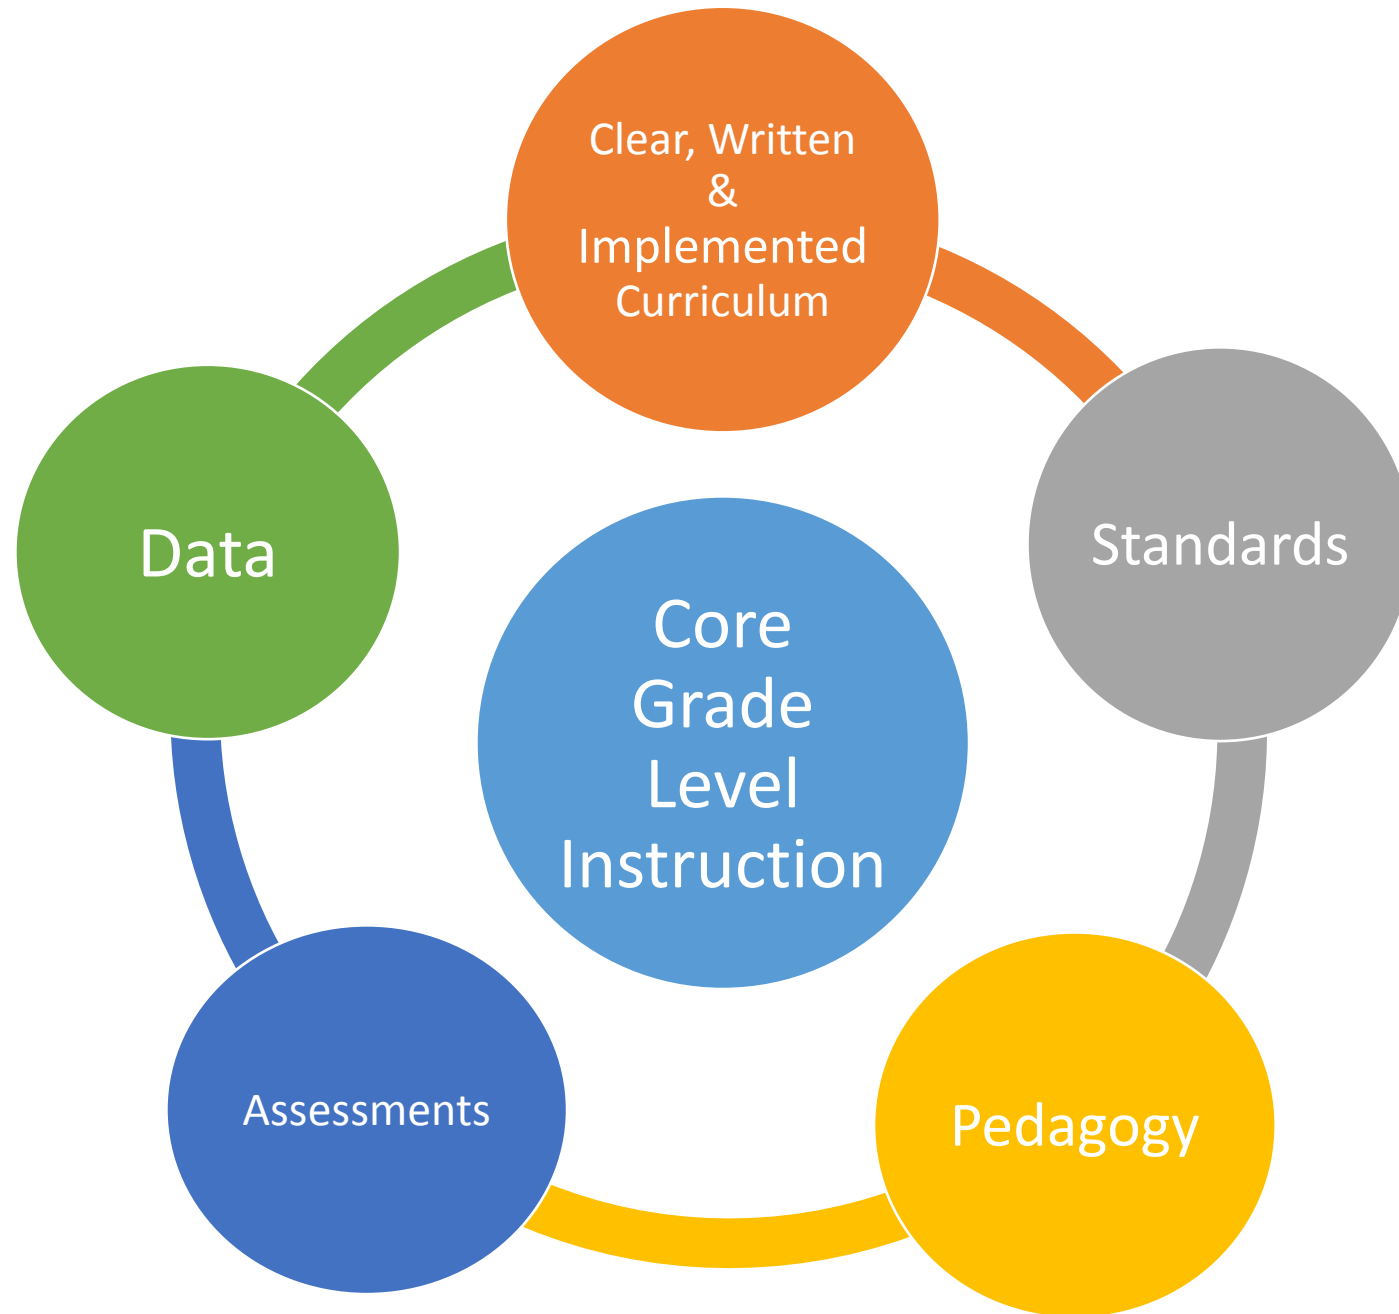 Clear, Written
&
Implemented
Curriculum
Standards
Data
Core
Grade
Level
Instruction
Assessments
Pedagogy